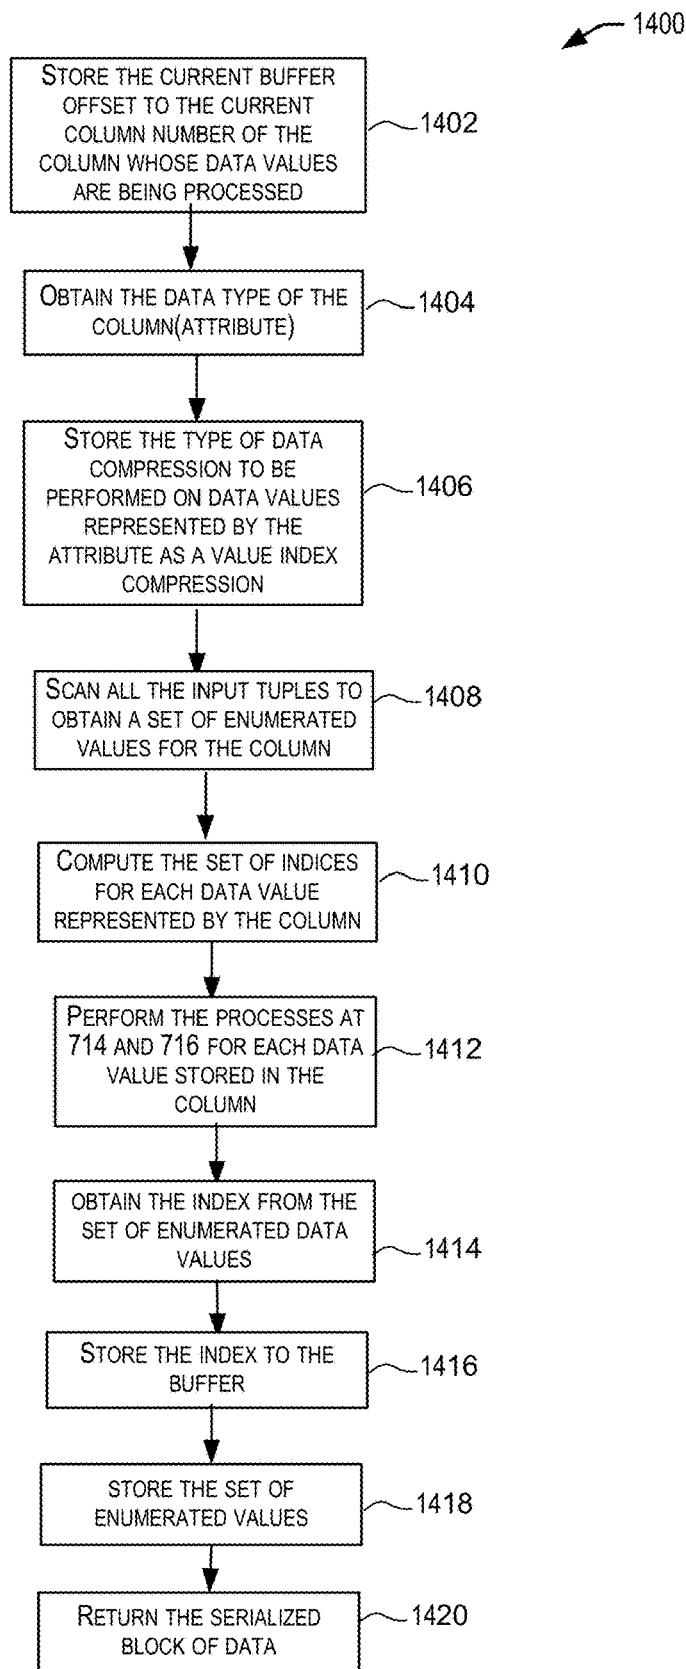 1400
STORE THE CURRENT BUFFER
OFFSET TO THE CURRENT
COLUMN NUMBER OF THE
COLUMN WHOSE DATA VALUES
ARE BEING PROCESSED
1402
OBTAIN THE DATA TYPE OF THE
COLUMN(ATTRIBUTE)
1404
STORE THE TYPE OF DATA
COMPRESSION TO BE
PERFORMED ON DATA VALUES
REPRESENTED BY THE
ATTRIBUTE AS A VALUE INDEX
COMPRESSION
1406
SCAN ALL THE INPUT TUPLES TO
OBTAIN A SET OF ENUMERATED
VALUES FOR THE COLUMN
1408
COMPUTE THE SET OF INDICES
FOR EACH DATA VALUE
REPRESENTED BY THE COLUMN
1410
PERFORM THE PROCESSES AT
714 AND 716 FOR EACH DATA
VALUE STORED IN THE
COLUMN
1412
OBTAIN THE INDEX FROM THE
SET OF ENUMERATED DATA
VALUES
1414
STORE THE INDEX TO THE
BUFFER
1416
STORE THE SET OF
ENUMERATED VALUES
1418
RETURN THE SERIALIZED
BLOCK OF DATA
1420